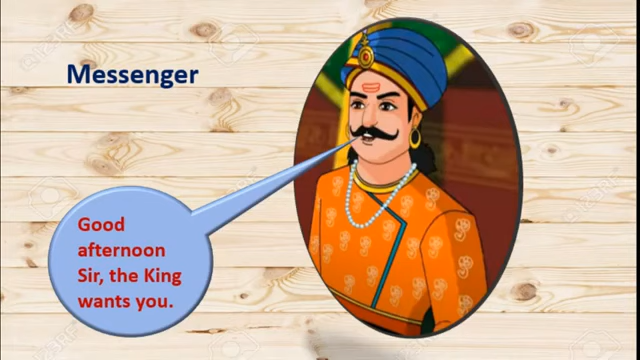 Messenger
Good
afternoon
Sir, the King
wants you.